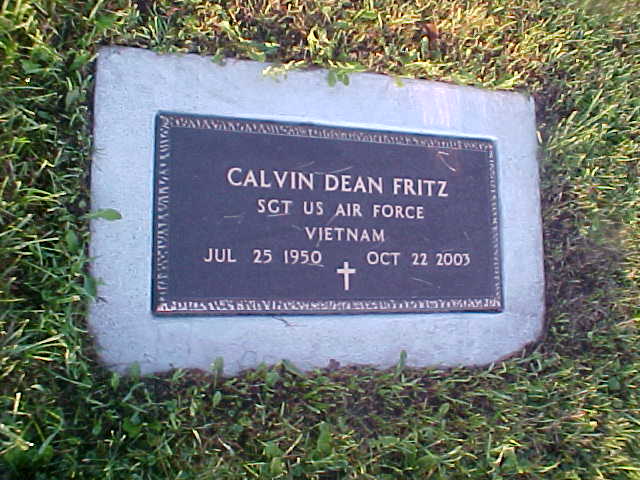 CALVIN DEAN FRITZ
SGT US AIR FORCE
VIETNAM
JUL 25 1950 OCT 22 2003